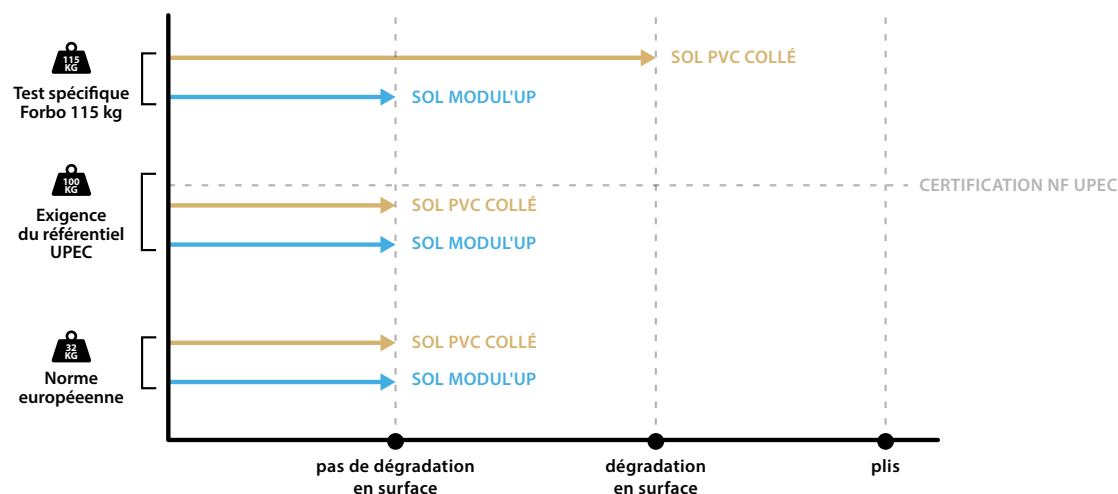 115
KG
Test spécifique
Forbo 115 kg
SOL PVC COLLÉ
SOL MODUL'UP
100
KG
Exigence
du référentiel
UPEC
CERTIFICATION NF UPEC
SOL PVC COLLÉ
SOL MODUL'UP
32
KG
Norme
européeenne
SOL PVC COLLÉ
SOL MODUL'UP
pas de dégradation
en surface
dégradation
en surface
plis